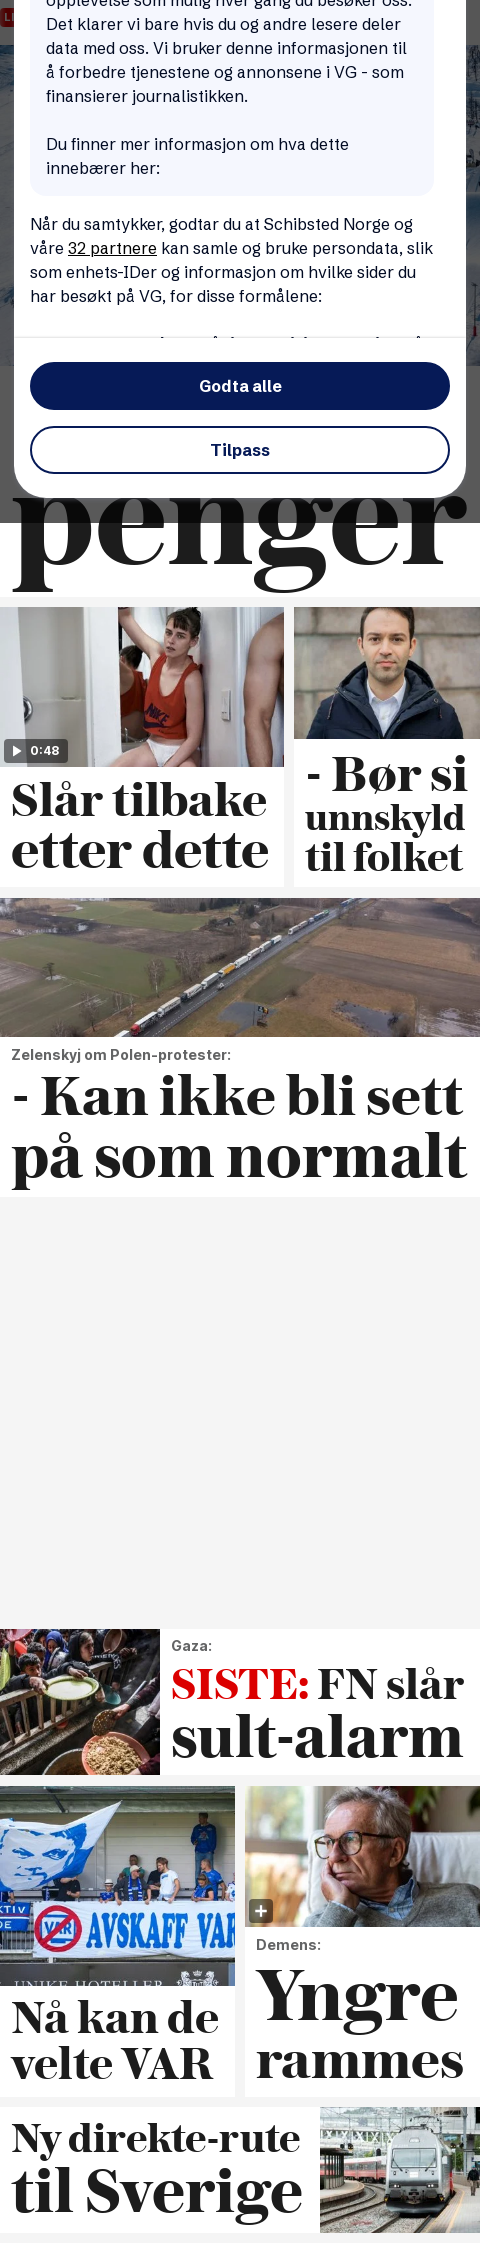 opplevelse som mulig hver gang du besøker oss.
Det klarer vi bare hvis du og andre lesere deler
data med oss. Vi bruker denne informasjonen til
å forbedre tjenestene og annonsene i VG - som
finansierer journalistikken.
Du finner mer informasjon om hva dette
innebærer her:
Når du samtykker, godtar du at Schibsted Norge og
våre 32 partnere kan samle og bruke persondata, slik
som enhets-IDer og informasjon om hvilke sider du
har besøkt på VG, for disse formålene:
Godta alle
Tilpass
penger
0:48
Slår tilbake
etter dette
- Bør si
unnskyld
til folket
Zelenskyj om Polen-protester:
- Kan ikke bli sett
på som normalt
Gaza:
SISTE: FN slår
sult-alarm
VAR
AVSKAFF VAR
UNIKE HOTELLER
Nå kan de
velte VAR
Demens:
Yngre
rammes
Ny direkte-rute
til Sverige